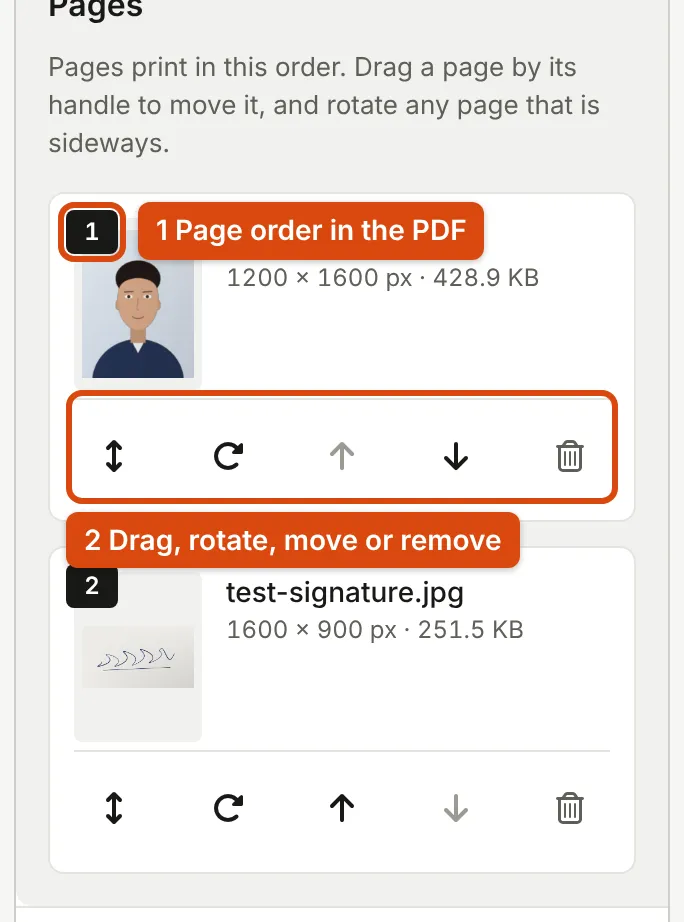 Pages
Pages print in this order. Drag a page by its
handle to move it, and rotate any page that is
sideways.
1
1 Page order in the PDF
1200 × 1600 px · 428.9 KB
2 Drag, rotate, move or remove
2
test-signature.jpg
1600 × 900 px · 251.5 KB